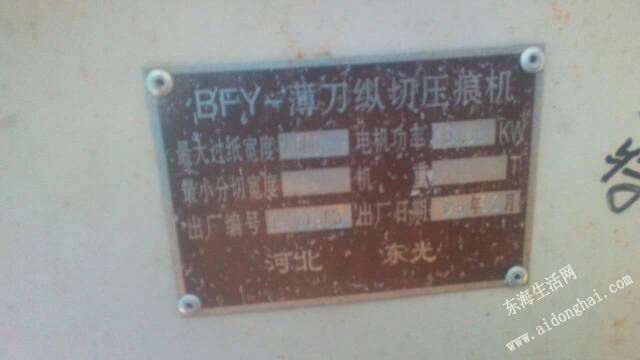 BFY-薄刀纵切压痕机
最大过纸宽度 电机功率 KW
最小分切宽度 机 重 T
出厂编号 出厂日期 年 月
河北 东光
东海生活网
www.aidonghai.com